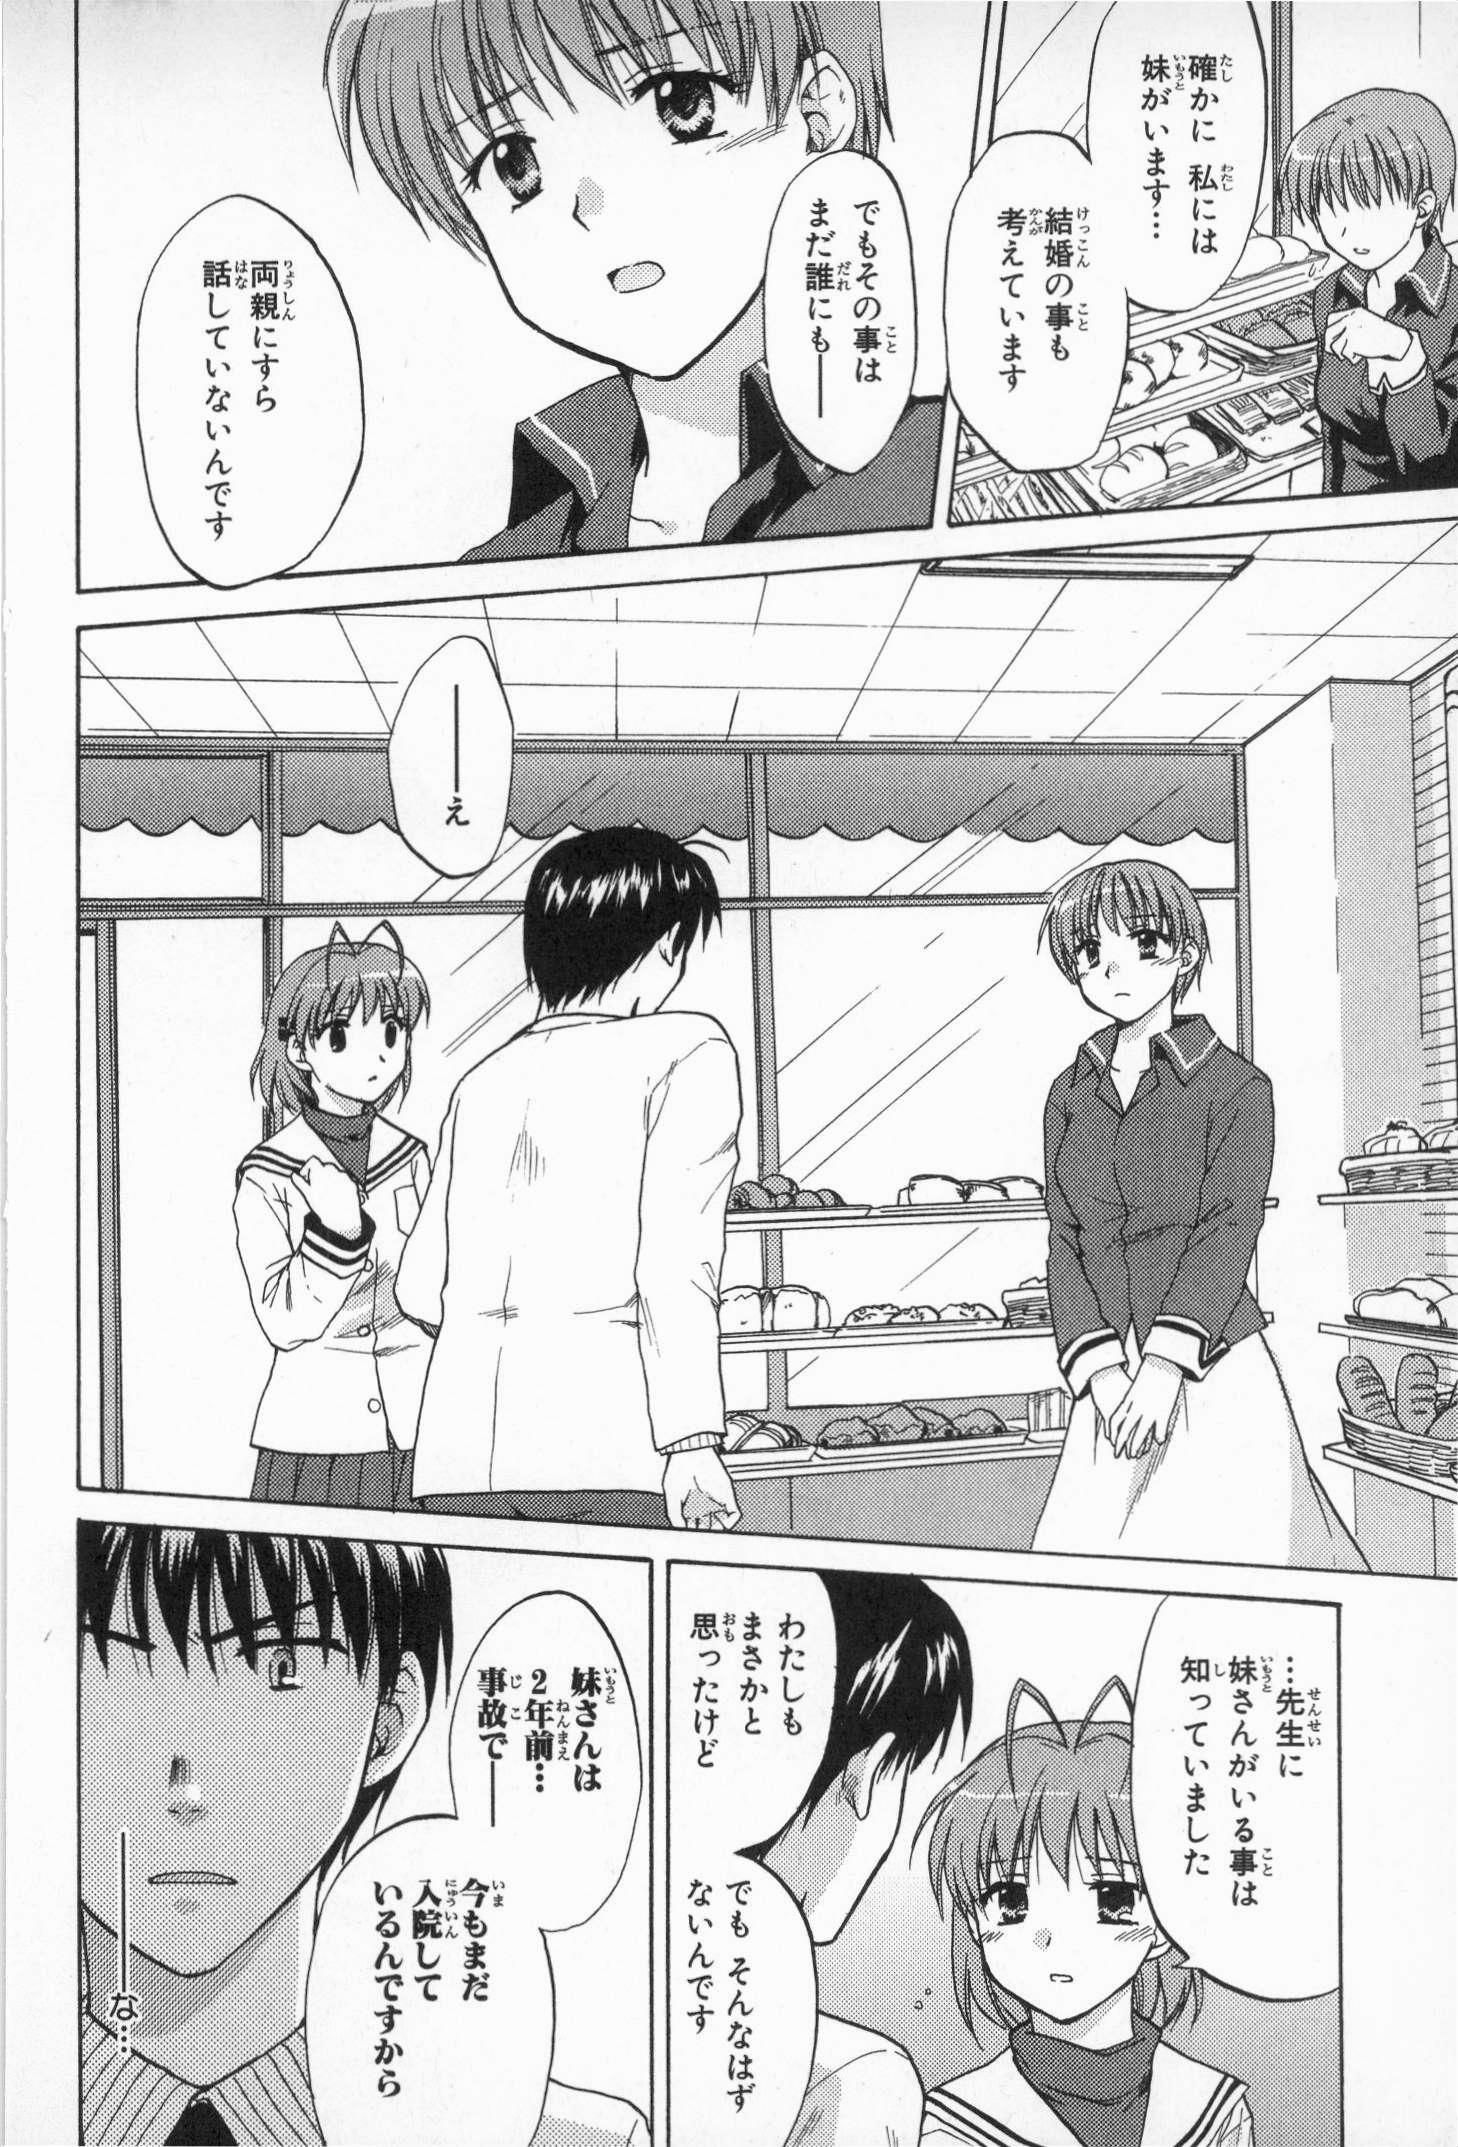 確かに 私には
妹がいます…
結婚の事も
考えています
でもその事は
まだ誰にも――
両親にすら
話していないんです
――え
…先生に
妹さんがいる事は
知っていました
わたしも
まさかと
思ったけど
でも そんなはず
ないんです
妹さんは
2年前…
事故で――
今もまだ
入院して
いるんですから
――な…